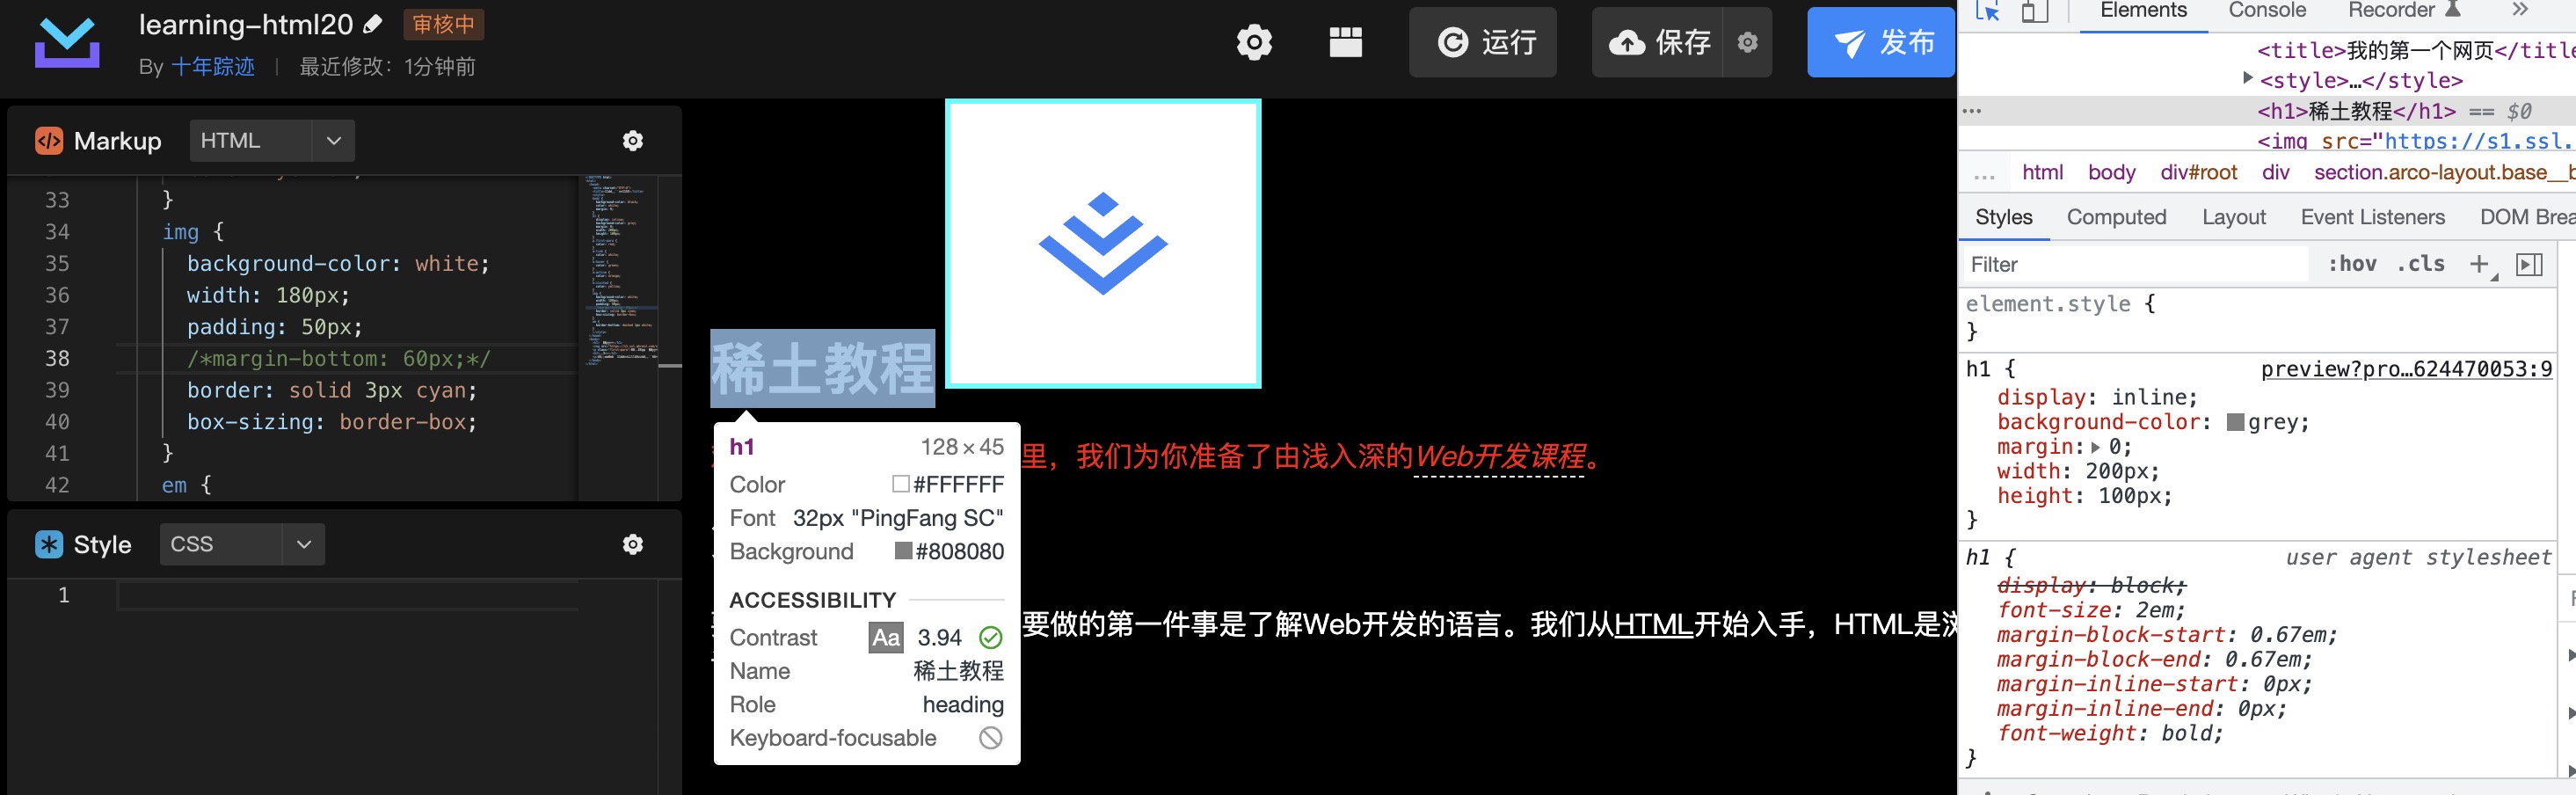 learning-html20 审核中
By 十年踪迹 | 最近修改：1分钟前
运行
保存
发布
Markup HTML
33 }
34 img {
35 background-color: white;
36 width: 180px;
37 padding: 50px;
38 /*margin-bottom: 60px;*/
39 border: solid 3px cyan;
40 box-sizing: border-box;
41 }
42 em {
Style CSS
1
稀土教程
里，我们为你准备了由浅入深的Web开发课程。
要做的第一件事是了解Web开发的语言。我们从HTML开始入手，HTML是
h1 128×45
Color #FFFFFF
Font 32px "PingFang SC"
Background #808080
ACCESSIBILITY
Contrast Aa 3.94
Name 稀土教程
Role heading
Keyboard-focusable
Elements Console Recorder »
<title>我的第一个网页</title
<style>…</style>
… <h1>稀土教程</h1> == $0
<img src="https://s1.ssl.
… html body div#root div section.arco-layout.base__b
Styles Computed Layout Event Listeners DOM Brea
Filter :hov .cls +
element.style {
}
h1 { preview?pro…624470053:9
display: inline;
background-color: grey;
margin: 0;
width: 200px;
height: 100px;
}
h1 { user agent stylesheet
display: block;
font-size: 2em;
margin-block-start: 0.67em;
margin-block-end: 0.67em;
margin-inline-start: 0px;
margin-inline-end: 0px;
font-weight: bold;
}